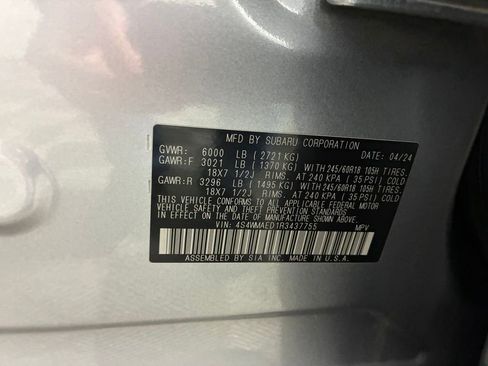 MFD BY SUBARU CORPORATION
GVWR: 6000 LB ( 2721 KG) DATE: 04/24
GAWR:F 3021 LB ( 1370 KG) WITH 245/60R18 105H TIRES,
18X7 1/2J RIMS, AT 240 KPA ( 35 PSI) COLD
GAWR:R 3296 LB ( 1495 KG) WITH 245/60R18 105H TIRES,
18X7 1/2J RIMS, AT 240 KPA ( 35 PSI) COLD
THIS VEHICLE CONFORMS TO ALL APPLICABLE FEDERAL MOTOR
VEHICLE SAFETY STANDARDS IN EFFECT ON THE DATE OF
MANUFACTURE SHOWN ABOVE.
VIN: 4S4WMAED1R3437755 MPV
ASSEMBLED BY SIA INC. MADE IN U.S.A.